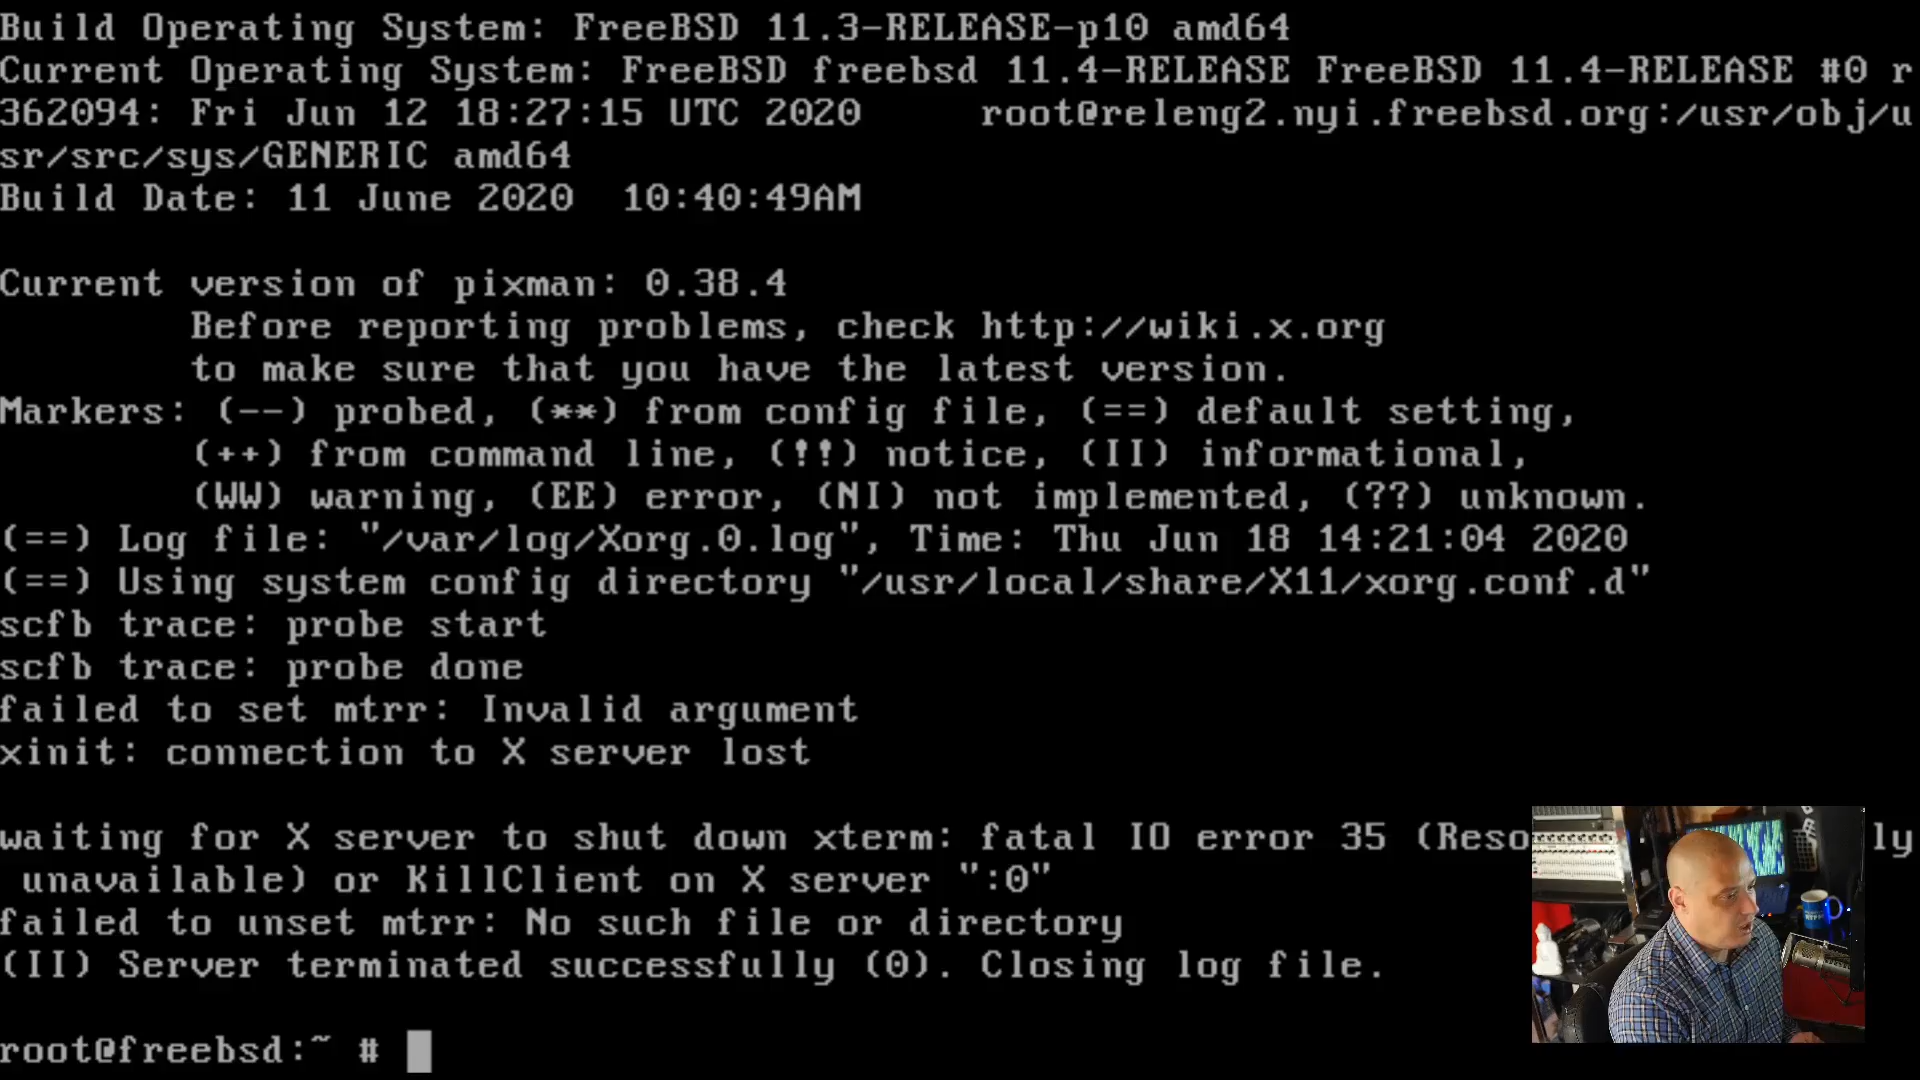 Build Operating System: FreeBSD 11.3-RELEASE-p10 amd64
Current Operating System: FreeBSD freebsd 11.4-RELEASE FreeBSD 11.4-RELEASE #0 r
362094: Fri Jun 12 18:27:15 UTC 2020     root@releng2.nyi.freebsd.org:/usr/obj/u
sr/src/sys/GENERIC amd64
Build Date: 11 June 2020  10:40:49AM
Current version of pixman: 0.38.4
        Before reporting problems, check http://wiki.x.org
        to make sure that you have the latest version.
Markers: (--) probed, (**) from config file, (==) default setting,
        (++) from command line, (!!) notice, (II) informational,
        (WW) warning, (EE) error, (NI) not implemented, (??) unknown.
(==) Log file: "/var/log/Xorg.0.log", Time: Thu Jun 18 14:21:04 2020
(==) Using system config directory "/usr/local/share/X11/xorg.conf.d"
scfb trace: probe start
scfb trace: probe done
failed to set mtrr: Invalid argument
xinit: connection to X server lost
waiting for X server to shut down xterm: fatal IO error 35 (Reso ly
 unavailable) or KillClient on X server ":0"
failed to unset mtrr: No such file or directory
(II) Server terminated successfully (0). Closing log file.
root@freebsd:~ #